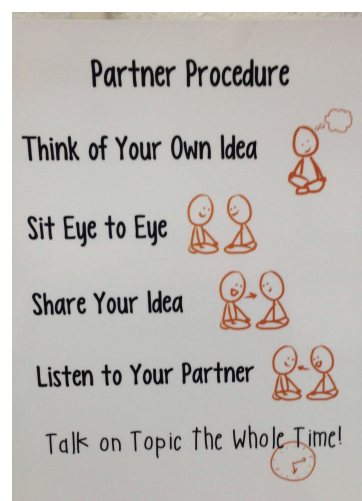 Partner Procedure
Think of Your Own Idea
Sit Eye to Eye
Share Your Idea
Listen to Your Partner
Talk on Topic The Whole Time!